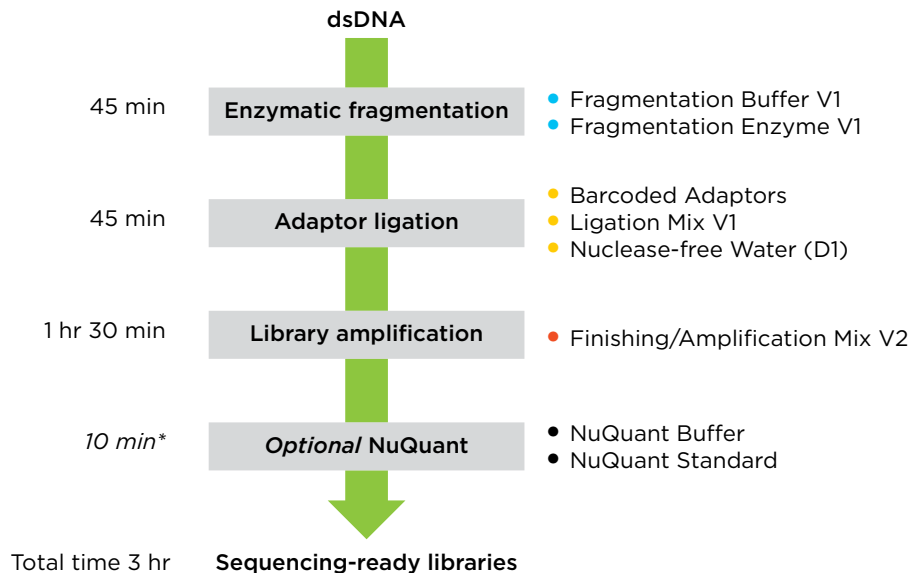 dsDNA
45 min
Enzymatic fragmentation
• Fragmentation Buffer V1
• Fragmentation Enzyme V1
45 min
Adaptor ligation
• Barcoded Adaptors
• Ligation Mix V1
• Nuclease-free Water (D1)
1 hr 30 min
Library amplification
• Finishing/Amplification Mix V2
10 min*
Optional NuQuant
• NuQuant Buffer
• NuQuant Standard
Total time 3 hr
Sequencing-ready libraries